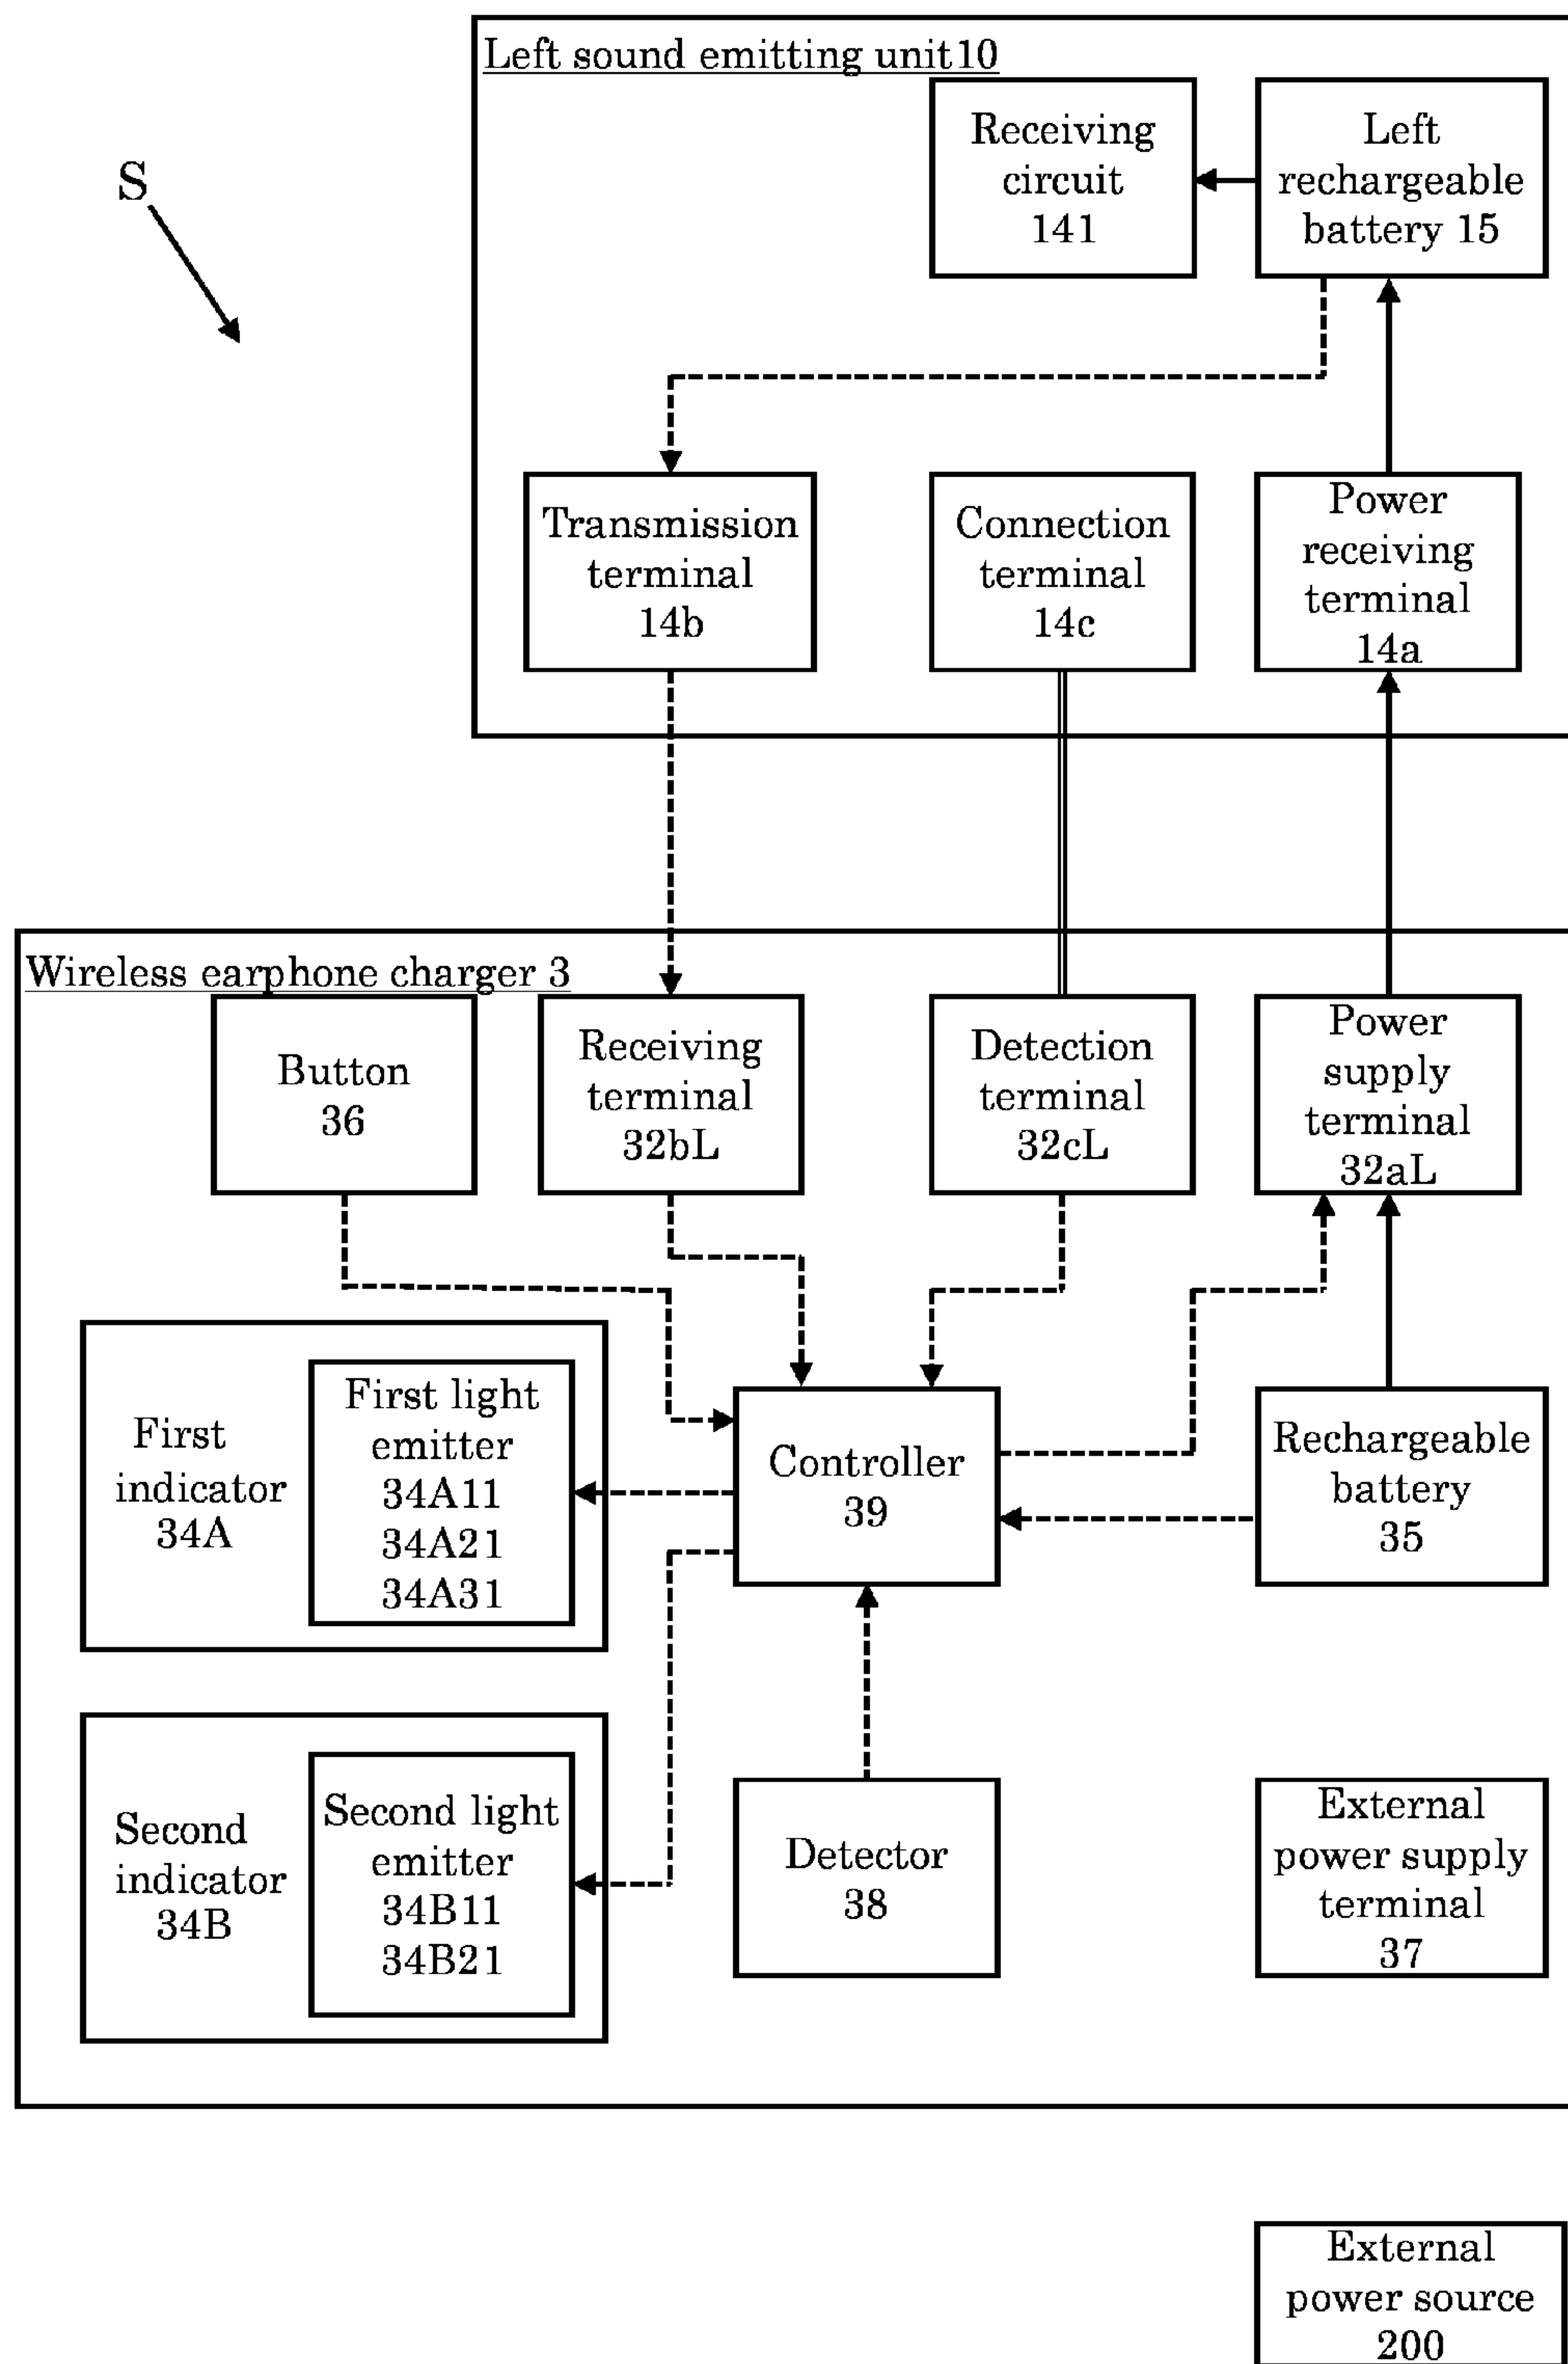 Left sound emitting unit10
Receiving
circuit
141
Left
rechargeable
battery 15
S
Transmission
terminal
14b
Connection
terminal
14c
Power
receiving
terminal
14a
Wireless earphone charger 3
Button
36
Receiving
terminal
32bL
Detection
terminal
32cL
Power
supply
terminal
32aL
First
indicator
34A
First light
emitter
34A11
34A21
34A31
Controller
39
Rechargeable
battery
35
Second
indicator
34B
Second light
emitter
34B11
34B21
Detector
38
External
power supply
terminal
37
External
power source
200